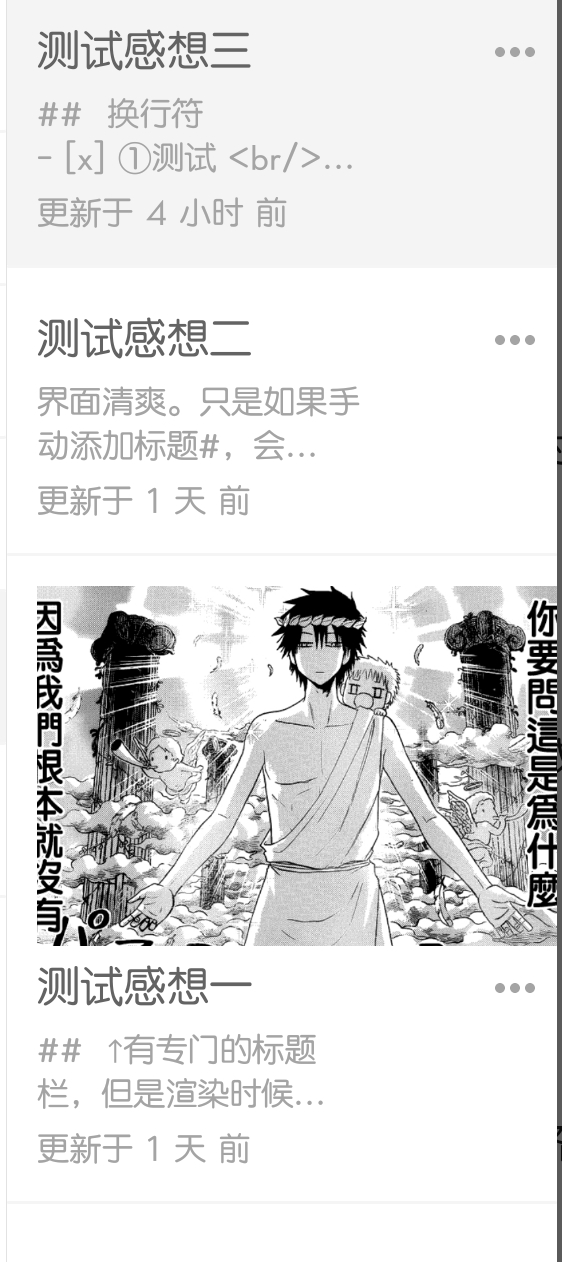 测试感想三
## 换行符
- [x] ①测试 <br/>...
更新于 4 小时 前
测试感想二
界面清爽。只是如果手
动添加标题#，会...
更新于 1 天 前
你要問這是為什麼
因為我們根本就沒有
测试感想一
## ↑有专门的标题
栏，但是渲染时候...
更新于 1 天 前